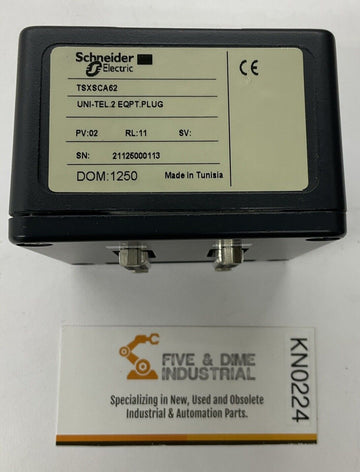 Schneider
Electric
CE
TSXSCA62
UNI-TEL.2 EQPT.PLUG
PV:02 RL:11 SV:
SN: 21125000113
DOM:1250 Made in Tunisia
FIVE & DIME
INDUSTRIAL
Specializing in New, Used and Obsolete
Industrial & Automation Parts.
KN0224